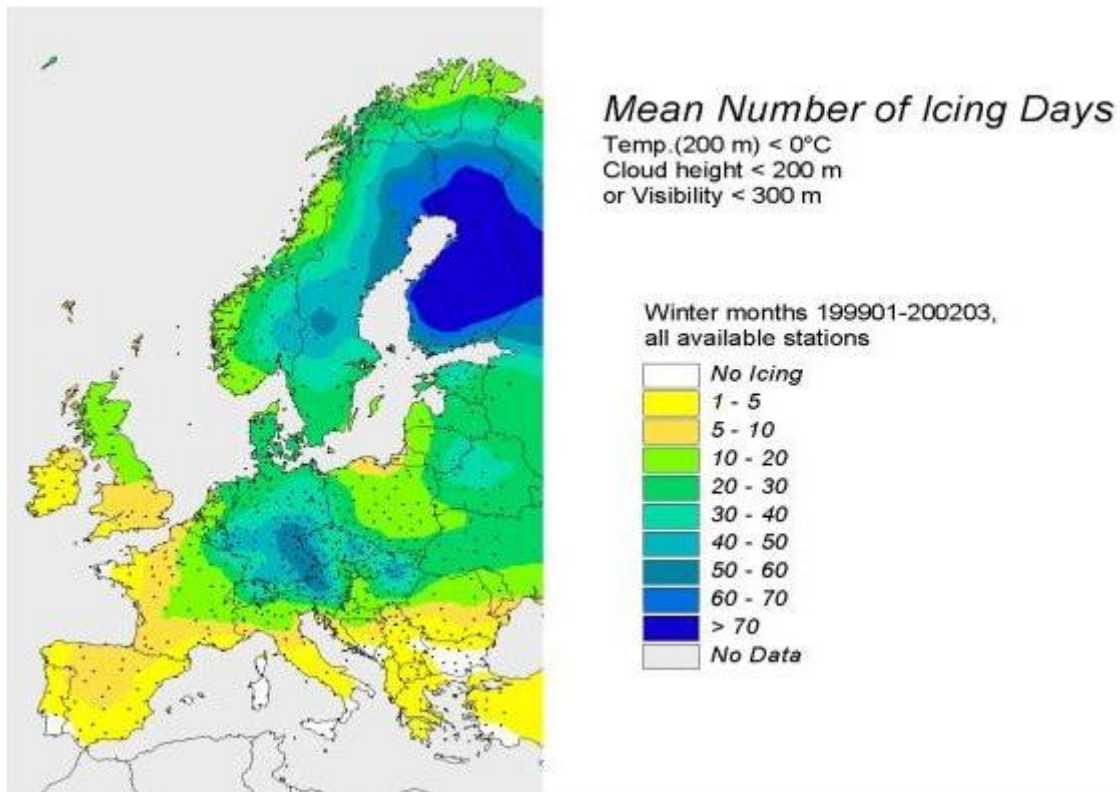 Mean Number of Icing Days
Temp.(200 m) < 0°C
Cloud height < 200 m
or Visibility < 300 m
Winter months 199901-200203,
all available stations
No Icing
1 - 5
5 - 10
10 - 20
20 - 30
30 - 40
40 - 50
50 - 60
60 - 70
> 70
No Data